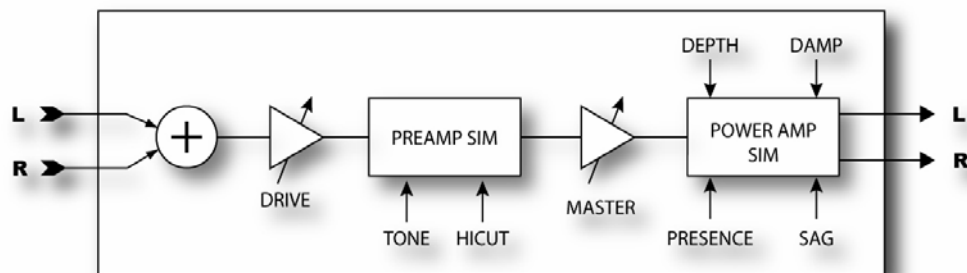 DEPTH DAMP
L L
+
PREAMP SIM
POWER AMP
SIM
R R
DRIVE
MASTER
TONE HICUT
PRESENCE SAG